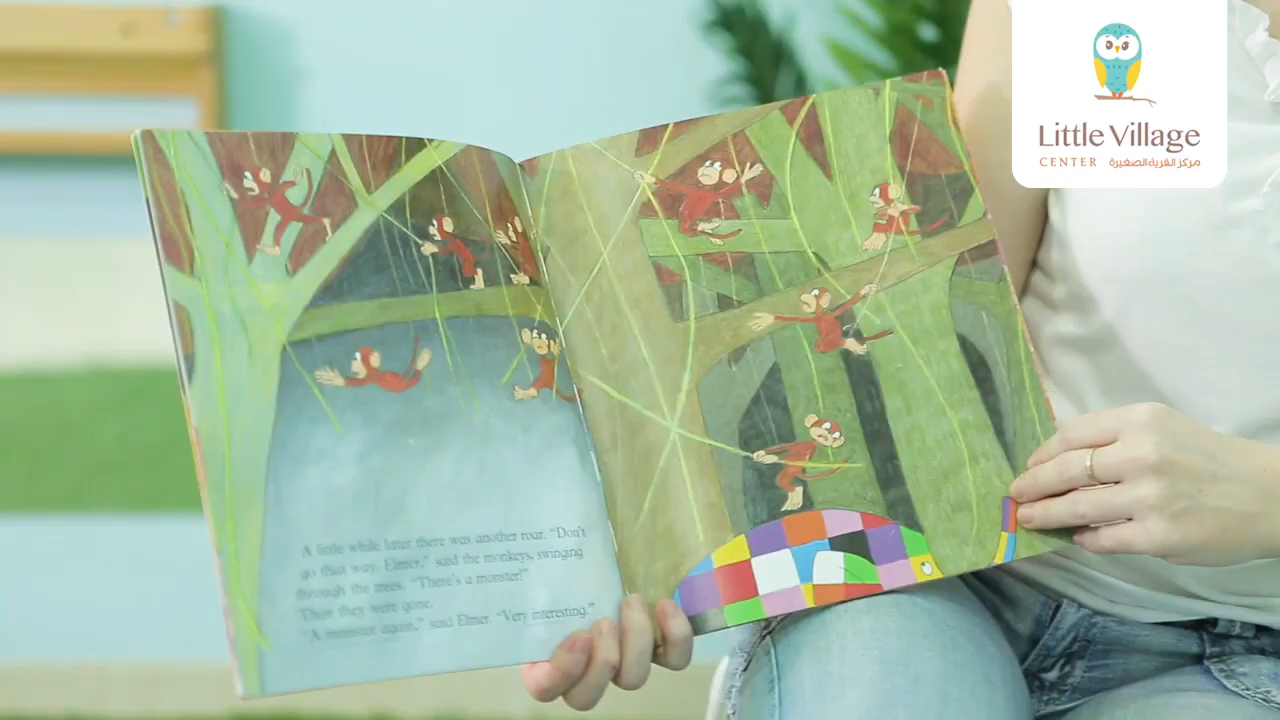 Little Village
CENTER مركز القرية الصغيرة
A little while later there was another roar. "Don't
go that way, Elmer," said the monkeys, swinging
through the trees. "There's a monster!"
Then they were gone.
"A monster again," said Elmer. "Very interesting."